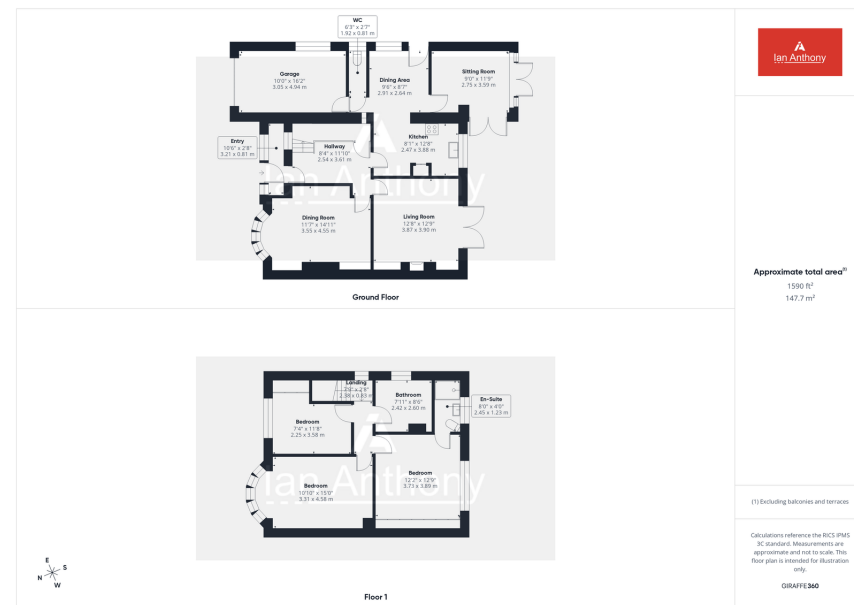 WC
6'3" x 2'7"
1.92 x 0.81 m
Garage
10'0" x 16'2"
3.05 x 4.94 m
Dining Area
9'6" x 8'7"
2.91 x 2.64 m
Sitting Room
9'0" x 11'9"
2.75 x 3.59 m
Entry
10'6" x 2'8"
3.21 x 0.81 m
Hallway
8'4" x 11'10"
2.54 x 3.61 m
Kitchen
8'1" x 12'8"
2.47 x 3.88 m
Dining Room
11'7" x 14'11"
3.55 x 4.55 m
Living Room
12'8" x 12'9"
3.87 x 3.90 m
Ian Anthony
Ground Floor
Landing
7'9" x 2'8"
2.38 x 0.83 m
Bathroom
7'11" x 8'6"
2.42 x 2.60 m
En-Suite
8'0" x 4'0"
2.45 x 1.23 m
Bedroom
7'4" x 11'8"
2.25 x 3.58 m
Bedroom
10'10" x 15'0"
3.31 x 4.58 m
Bedroom
12'2" x 12'9"
3.73 x 3.89 m
Ian Anthony
E
S
N
W
Floor 1
Ian Anthony
Approximate total area(1)
1590 ft²
147.7 m²
(1) Excluding balconies and terraces
Calculations reference the RICS IPMS
3C standard. Measurements are
approximate and not to scale. This
floor plan is intended for illustration
only.
GIRAFFE360